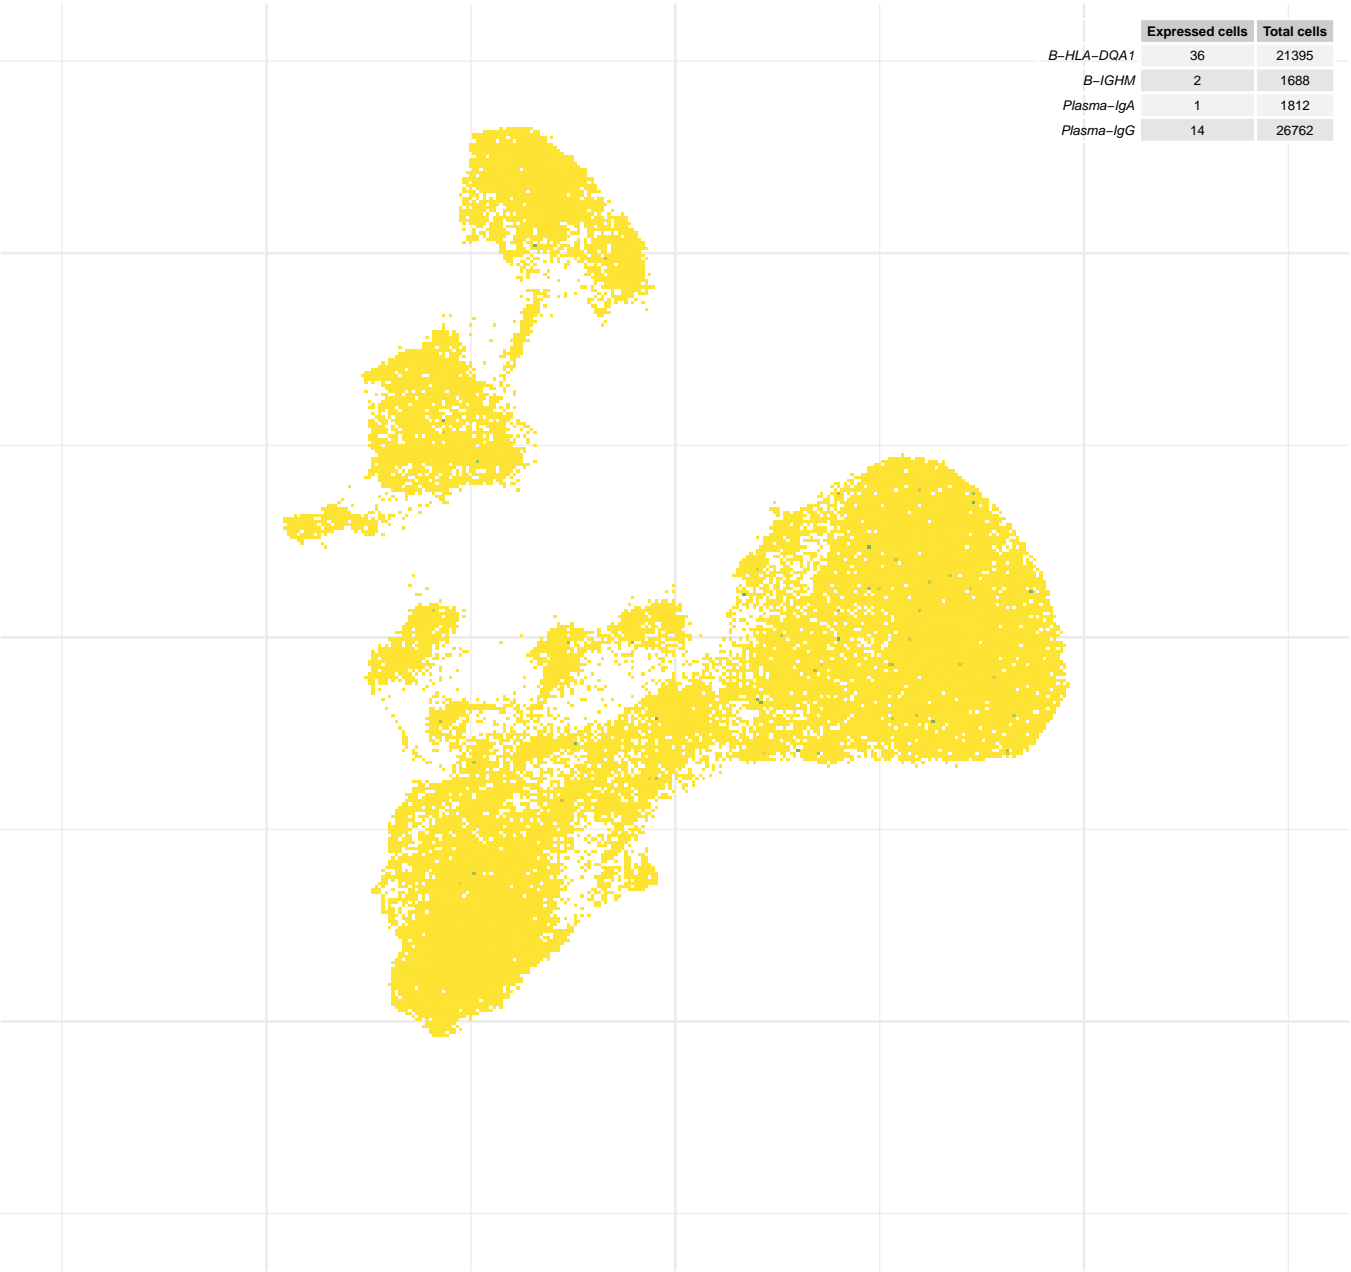 Expressed cells Total cells
B−HLA−DQA1 36 21395
B−IGHM 2 1688
Plasma−IgA 1 1812
Plasma−IgG 14 26762